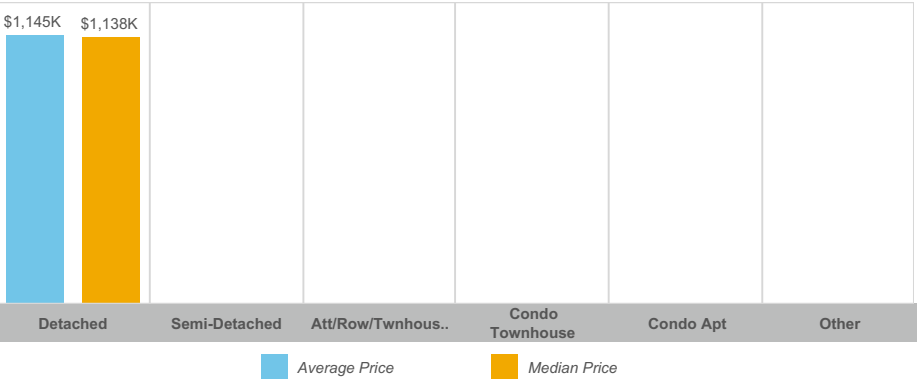 $1,145K
$1,138K
Detached
Semi-Detached
Att/Row/Twnhous..
Condo
Townhouse
Condo Apt
Other
Average Price
Median Price